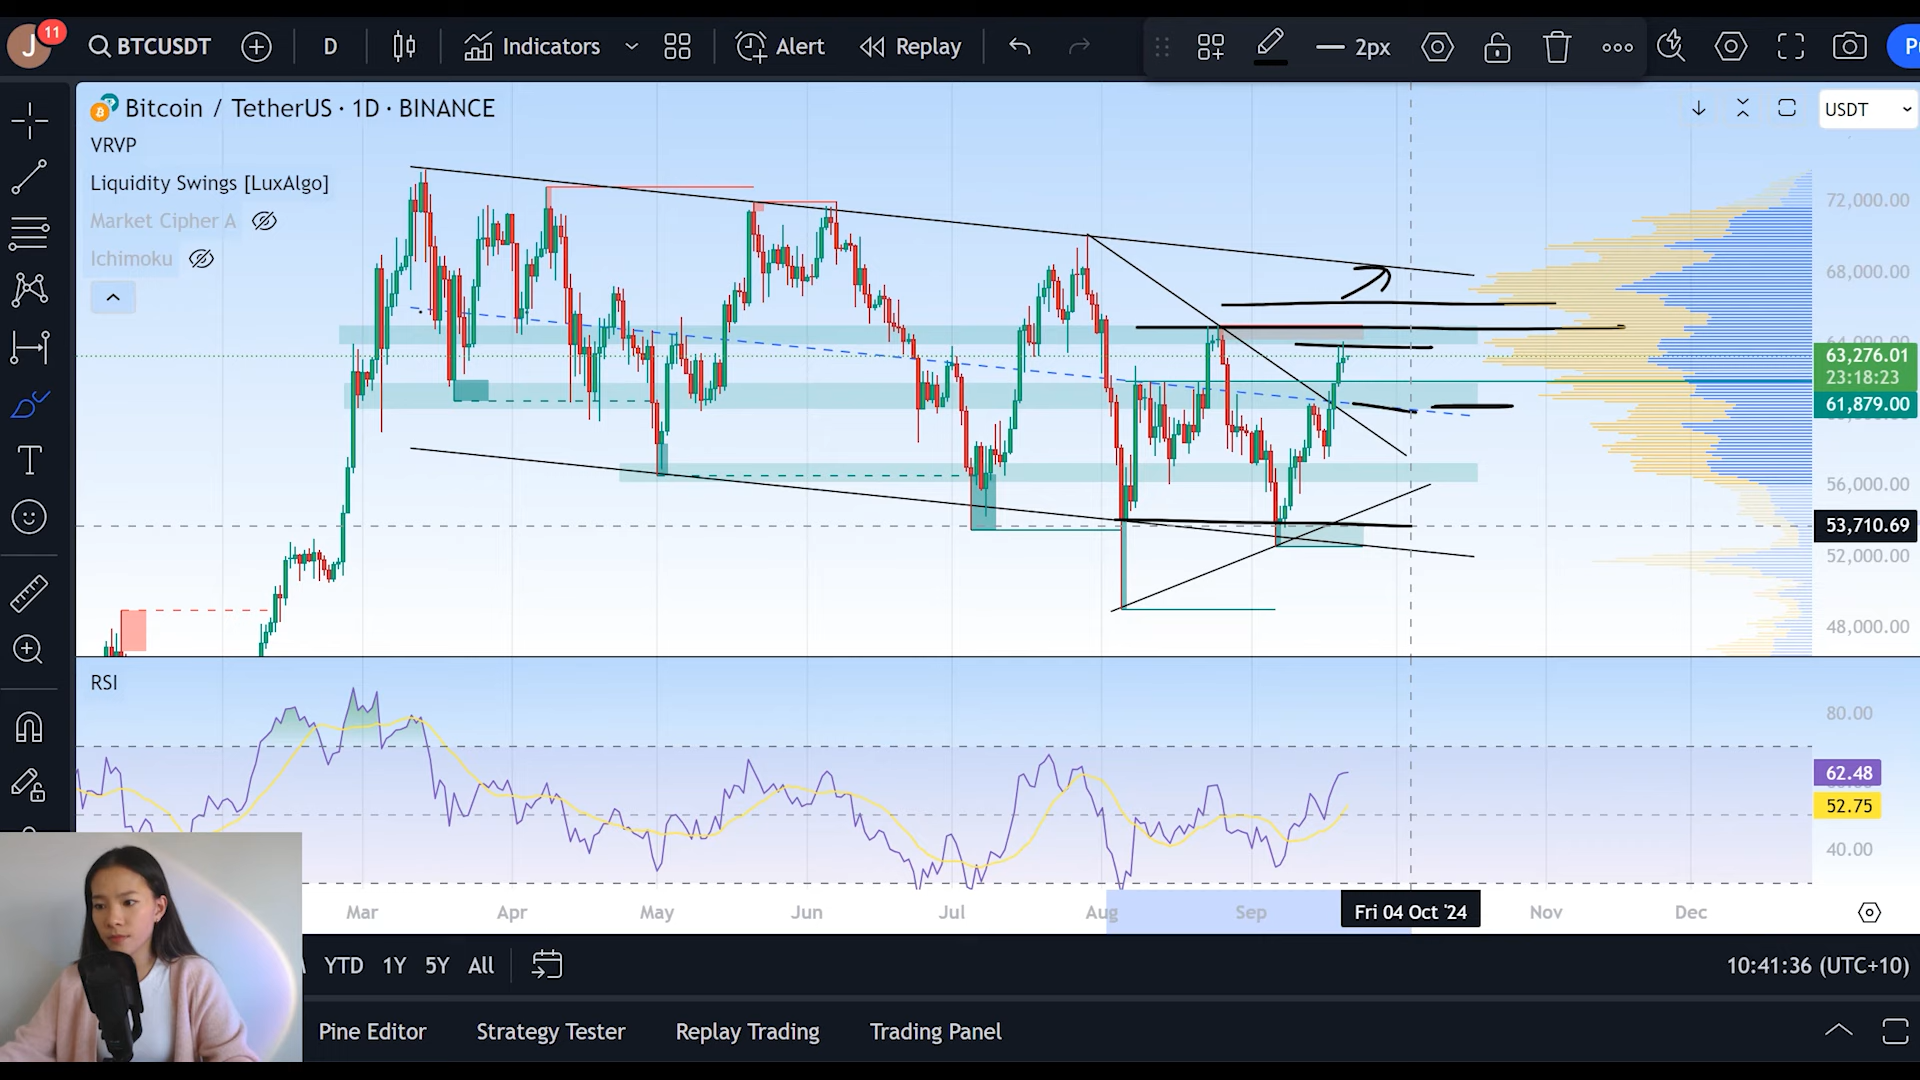 J 11 BTCUSDT D Indicators Alert Replay 2px P
Bitcoin / TetherUS · 1D · BINANCE
USDT
VRVP
Liquidity Swings [LuxAlgo]
Market Cipher A
Ichimoku
72,000.00
68,000.00
63,276.01
23:18:23
61,879.00
56,000.00
53,710.69
52,000.00
48,000.00
RSI
80.00
62.48
52.75
40.00
Mar Apr May Jun Jul Aug Sep Fri 04 Oct '24 Nov Dec
YTD 1Y 5Y All
10:41:36 (UTC+10)
Pine Editor Strategy Tester Replay Trading Trading Panel